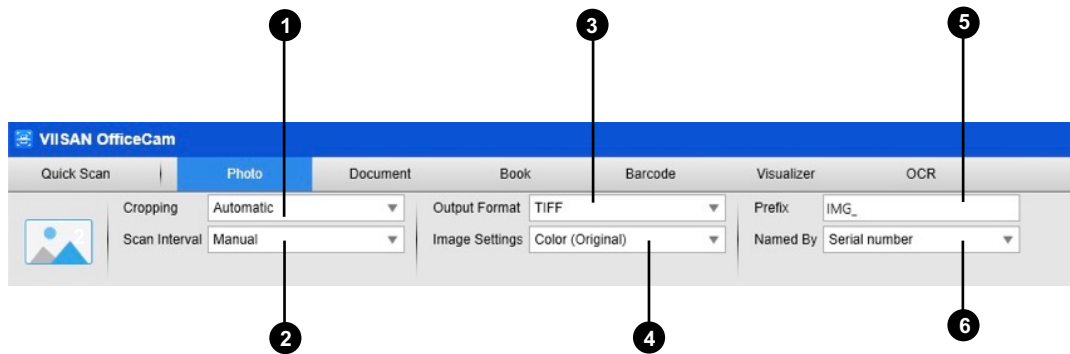 1 3 5
VIISAN OfficeCam
Quick Scan Photo Document Book Barcode Visualizer OCR
Cropping Automatic Output Format TIFF Prefix IMG_
Scan Interval Manual Image Settings Color (Original) Named By Serial number
2
2 4 6